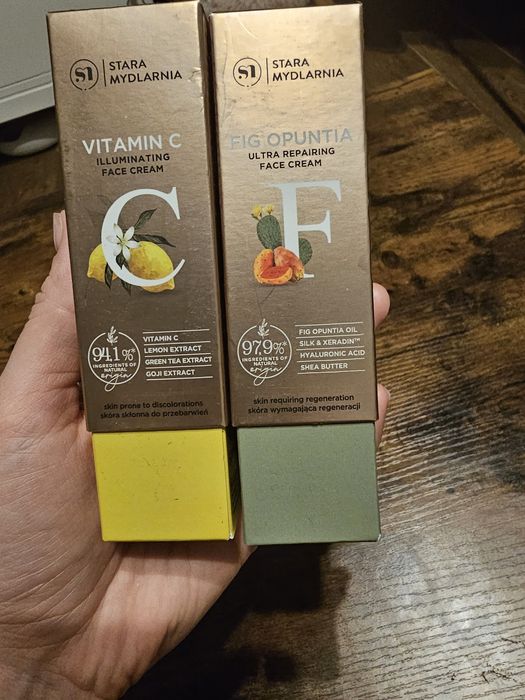 S1 STARA
MYDLARNIA
VITAMIN C
ILLUMINATING
FACE CREAM
C
94,1%*
INGREDIENTS OF
NATURAL
origin
VITAMIN C
LEMON EXTRACT
GREEN TEA EXTRACT
GOJI EXTRACT
skin prone to discolorations
skóra skłonna do przebarwień
STARA
MYDLARNIA
FIG OPUNTIA
ULTRA REPAIRING
FACE CREAM
F
97,9%*
INGREDIENTS OF
NATURAL
origin
FIG OPUNTIA OIL
SILK & XERADIN™
HYALURONIC ACID
SHEA BUTTER
skin requiring regeneration
skóra wymagająca regeneracji